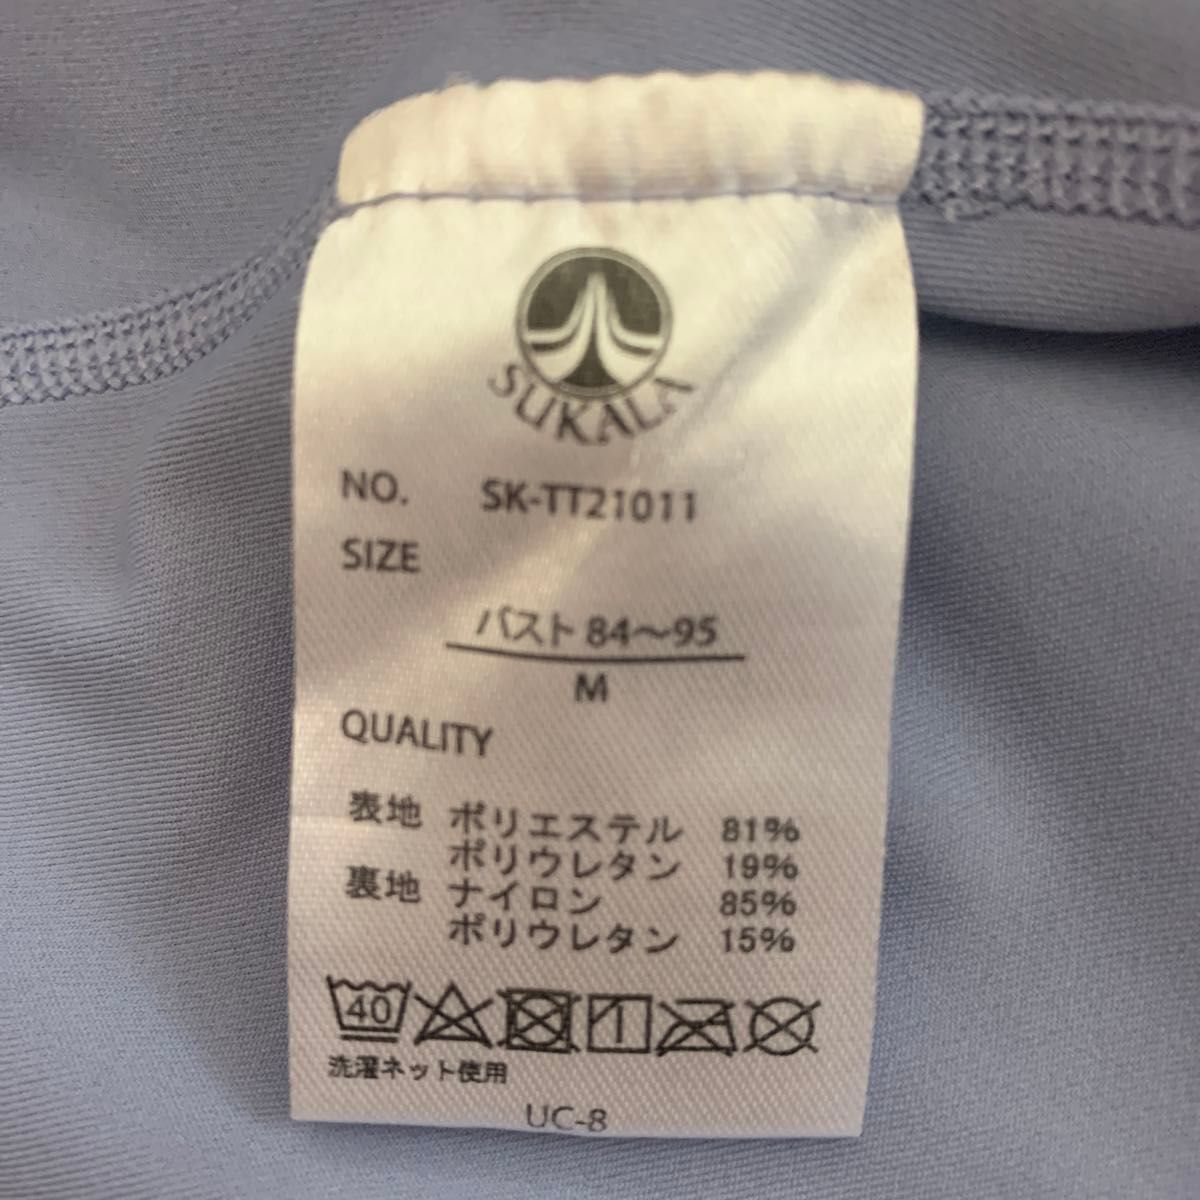 SUKALA
NO. SK-TT21011
SIZE
バスト 84〜95
M
QUALITY
表地 ポリエステル 81%
ポリウレタン 19%
裏地 ナイロン 85%
ポリウレタン 15%
40
洗濯ネット使用
UC-8